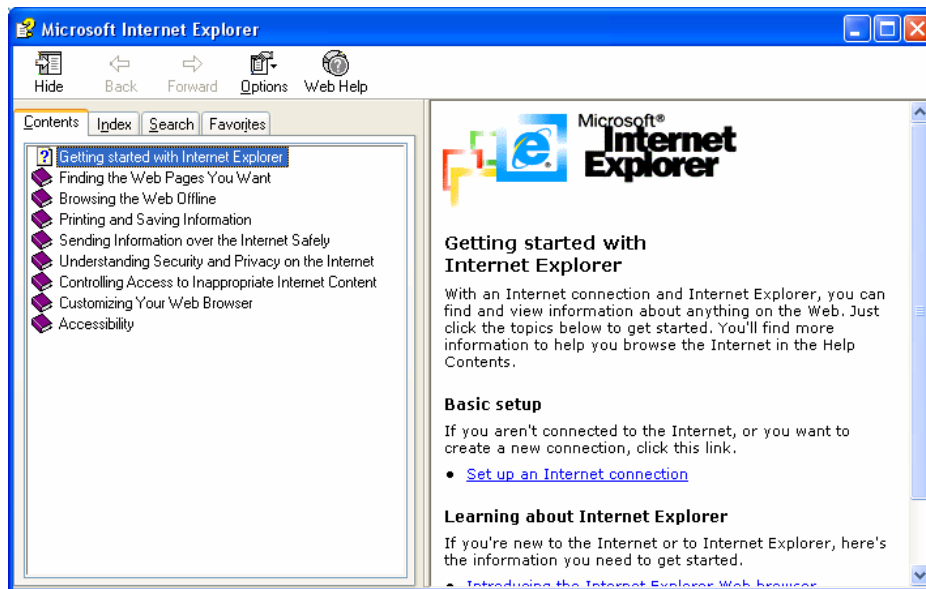 Microsoft Internet Explorer
Hide Back Forward Options Web Help
Contents Index Search Favorites
Getting started with Internet Explorer
Finding the Web Pages You Want
Browsing the Web Offline
Printing and Saving Information
Sending Information over the Internet Safely
Understanding Security and Privacy on the Internet
Controlling Access to Inappropriate Internet Content
Customizing Your Web Browser
Accessibility
Microsoft®
Internet
Explorer
Getting started with
Internet Explorer
With an Internet connection and Internet Explorer, you can
find and view information about anything on the Web. Just
click the topics below to get started. You'll find more
information to help you browse the Internet in the Help
Contents.
Basic setup
If you aren't connected to the Internet, or you want to
create a new connection, click this link.
• Set up an Internet connection
Learning about Internet Explorer
If you're new to the Internet or to Internet Explorer, here's
the information you need to get started.
• Introducing the Internet Explorer Web browser